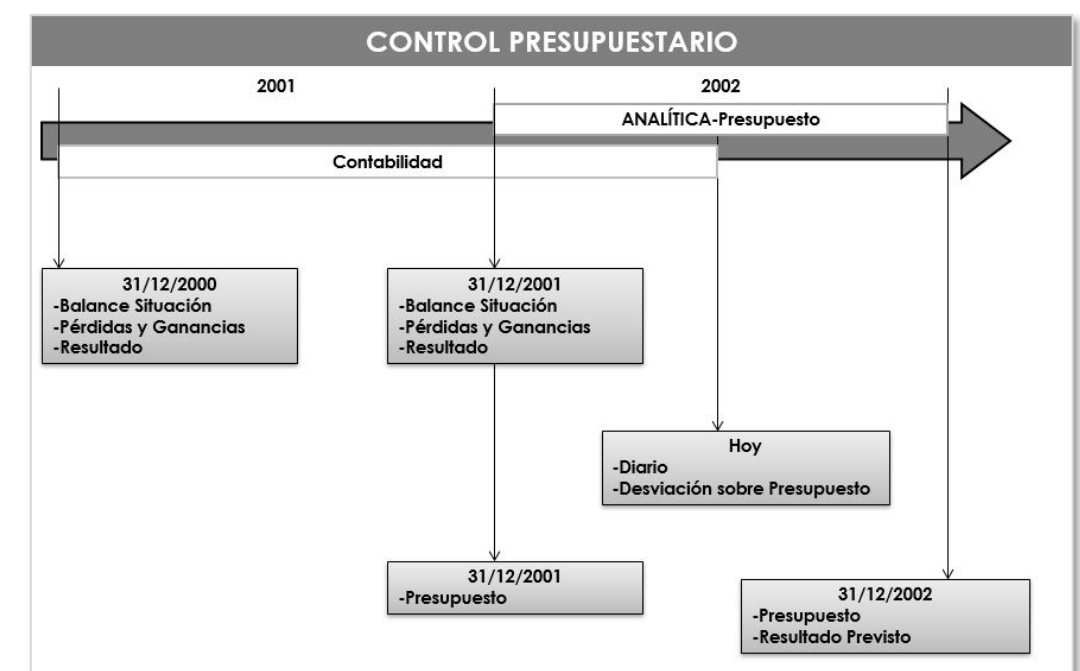 CONTROL PRESUPUESTARIO
2001
2002
ANALÍTICA-Presupuesto
Contabilidad
31/12/2000
-Balance Situación
-Pérdidas y Ganancias
-Resultado
31/12/2001
-Balance Situación
-Pérdidas y Ganancias
-Resultado
Hoy
-Diario
-Desviación sobre Presupuesto
31/12/2001
-Presupuesto
31/12/2002
-Presupuesto
-Resultado Previsto